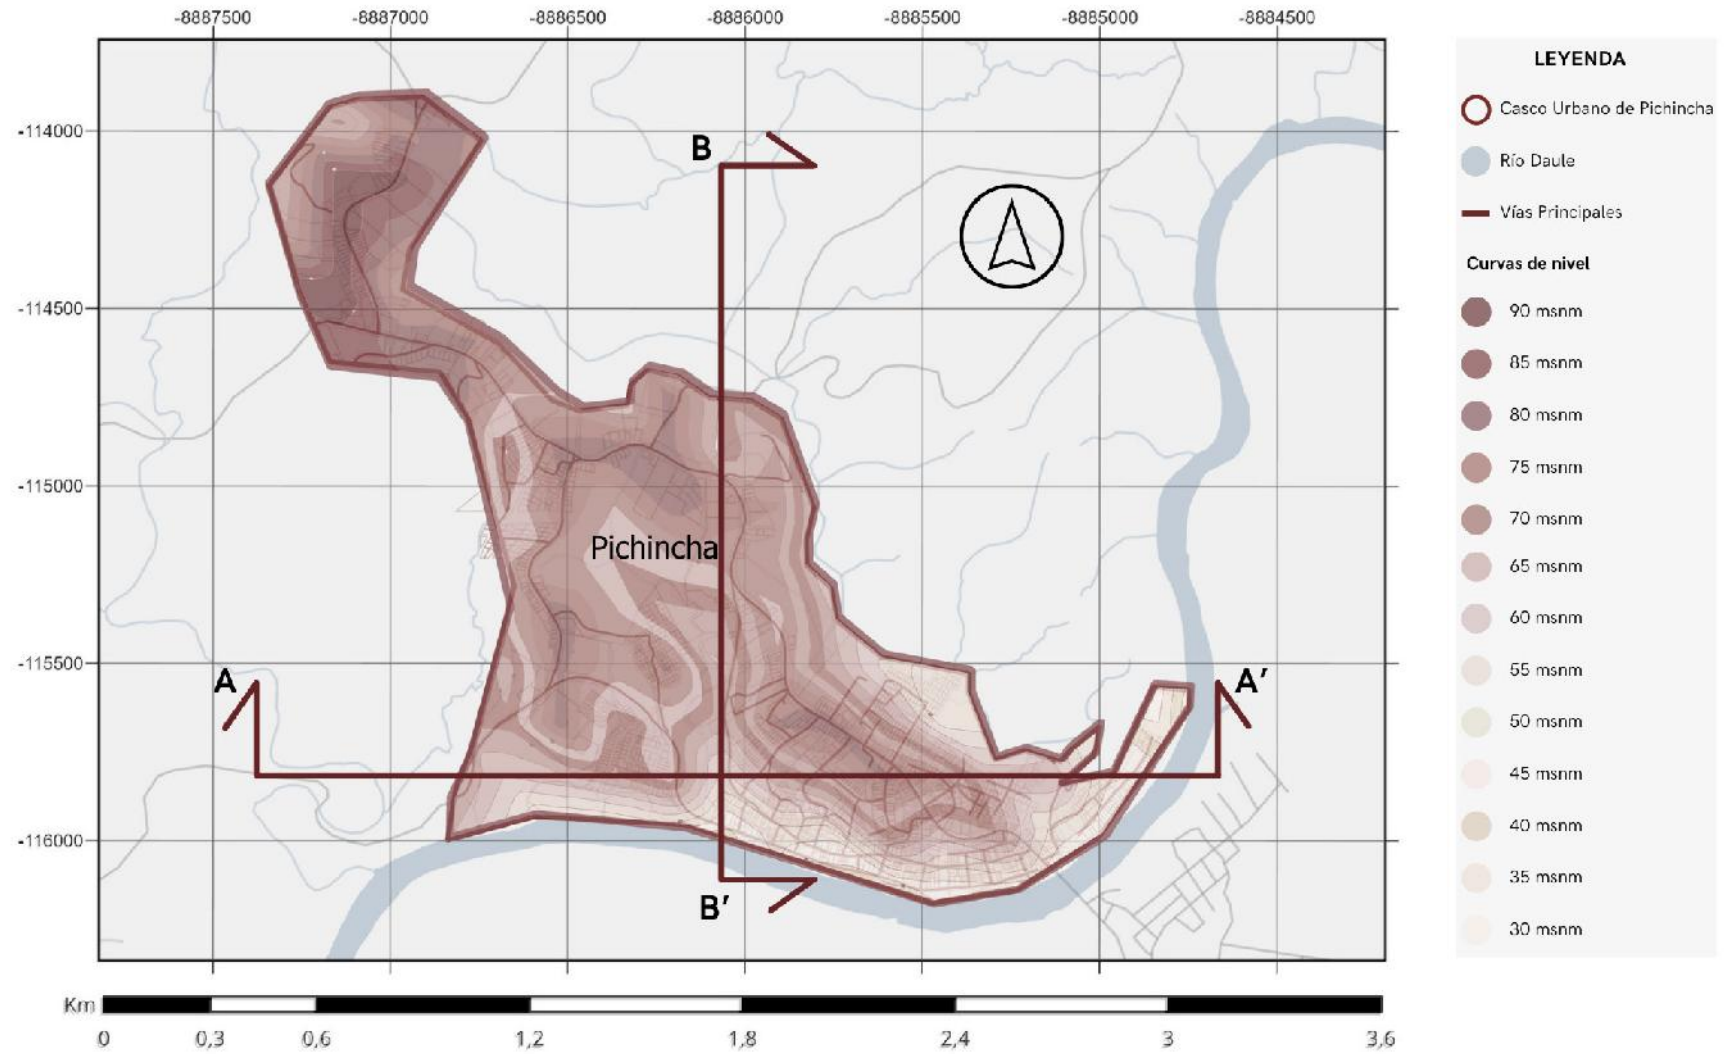 -8887500 -8887000 -8886500 -8886000 -8885500 -8885000 -8884500
-114000
-114500
-115000
-115500
-116000
B
A
A′
B′
Pichincha
LEYENDA
Casco Urbano de Pichincha
Río Daule
Vías Principales
Curvas de nivel
90 msnm
85 msnm
80 msnm
75 msnm
70 msnm
65 msnm
60 msnm
55 msnm
50 msnm
45 msnm
40 msnm
35 msnm
30 msnm
Km
0 0,3 0,6 1,2 1,8 2,4 3 3,6